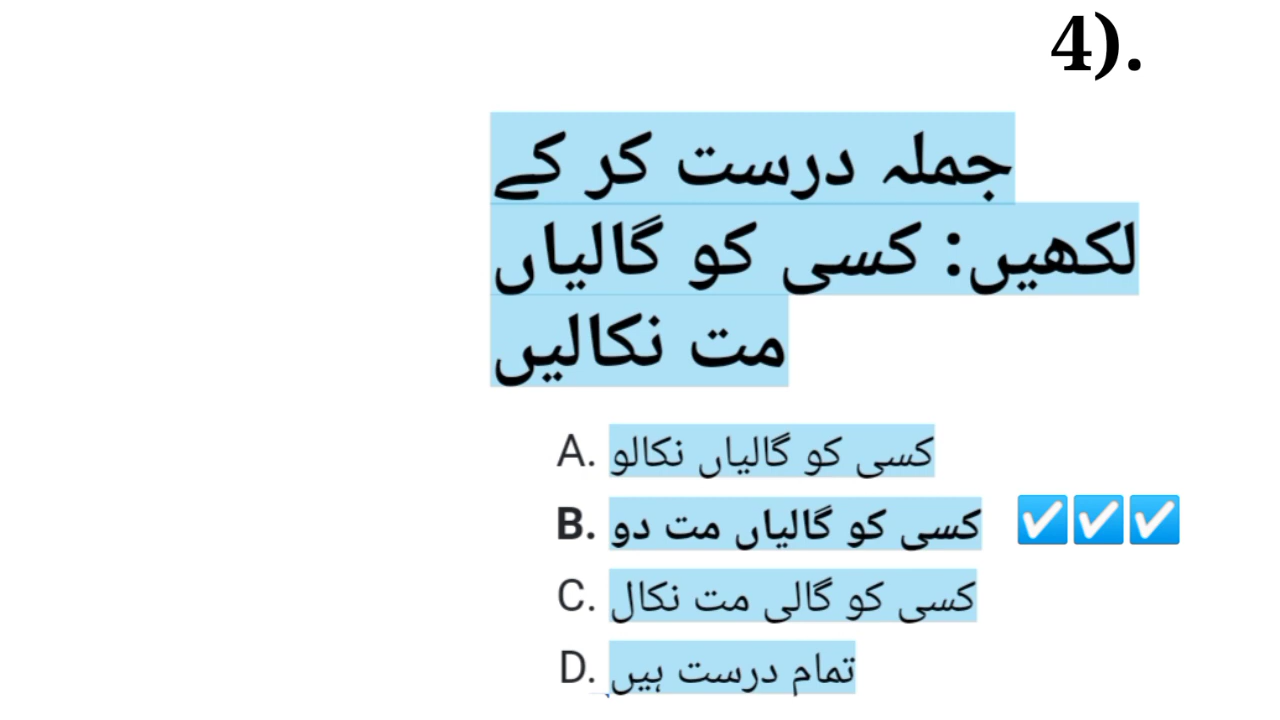 4).
جملہ درست کر کے
لکھیں: کسی کو گالیاں
مت نکالیں
A. کسی کو گالیاں نکالو
B. کسی کو گالیاں مت دو ✅✅✅
C. کسی کو گالی مت نکال
D. تمام درست ہیں